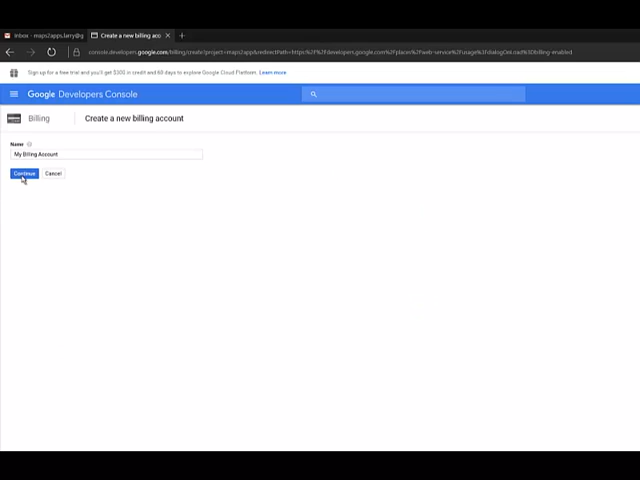 Inbox - maps2apps.larry@g
Create a new billing acco
console.developers.google.com/billing/create?project=maps2app&redirectPath=https:%2F%2Fdevelopers.google.com%2Fplaces%2Fweb-service%2Fusage%3FdialogOnLoad%3Dbilling-enabled
Sign up for a free trial and you'll get $300 in credit and 60 days to explore Google Cloud Platform. Learn more
Google Developers Console
Billing
Create a new billing account
Name
My Billing Account
Continue
Cancel